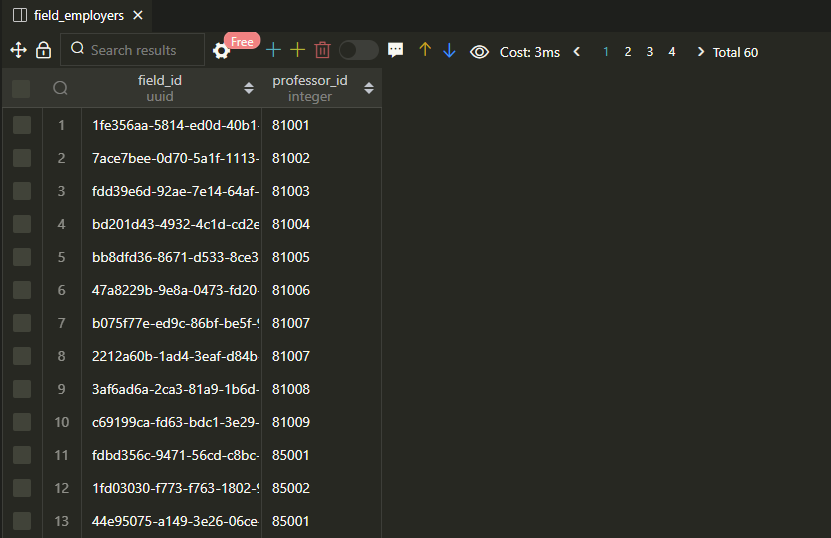 field_employers
Search results Free Cost: 3ms 1 2 3 4 Total 60
field_id professor_id
uuid integer
1 1fe356aa-5814-ed0d-40b1- 81001
2 7ace7bee-0d70-5a1f-1113- 81002
3 fdd39e6d-92ae-7e14-64af- 81003
4 bd201d43-4932-4c1d-cd2e 81004
5 bb8dfd36-8671-d533-8ce3 81005
6 47a8229b-9e8a-0473-fd20- 81006
7 b075f77e-ed9c-86bf-be5f-9 81007
8 2212a60b-1ad4-3eaf-d84b- 81007
9 3af6ad6a-2ca3-81a9-1b6d- 81008
10 c69199ca-fd63-bdc1-3e29- 81009
11 fdbd356c-9471-56cd-c8bc- 85001
12 1fd03030-f773-f763-1802-9 85002
13 44e95075-a149-3e26-06ce- 85001